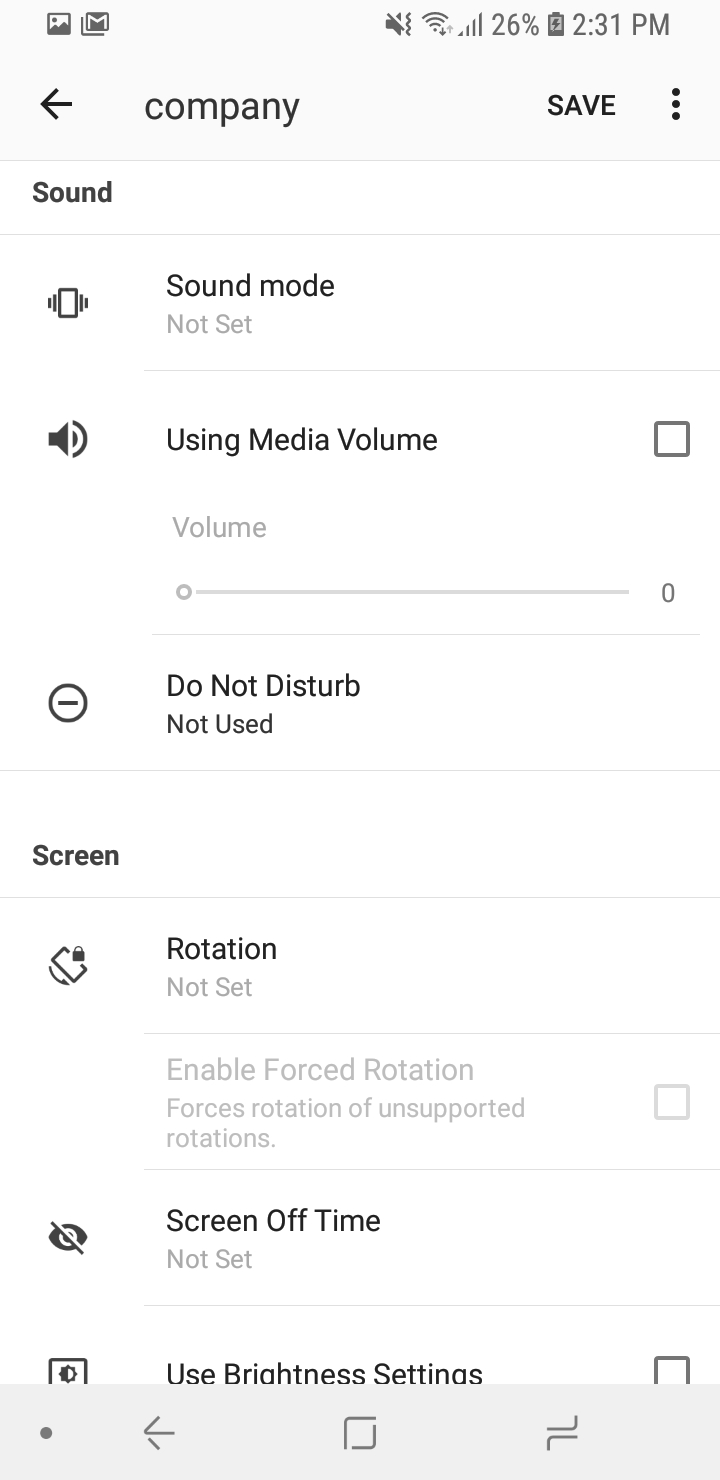 26% 2:31 PM
company SAVE
Sound
Sound mode
Not Set
Using Media Volume
Volume
0
Do Not Disturb
Not Used
Screen
Rotation
Not Set
Enable Forced Rotation
Forces rotation of unsupported
rotations.
Screen Off Time
Not Set
Use Brightness Settings